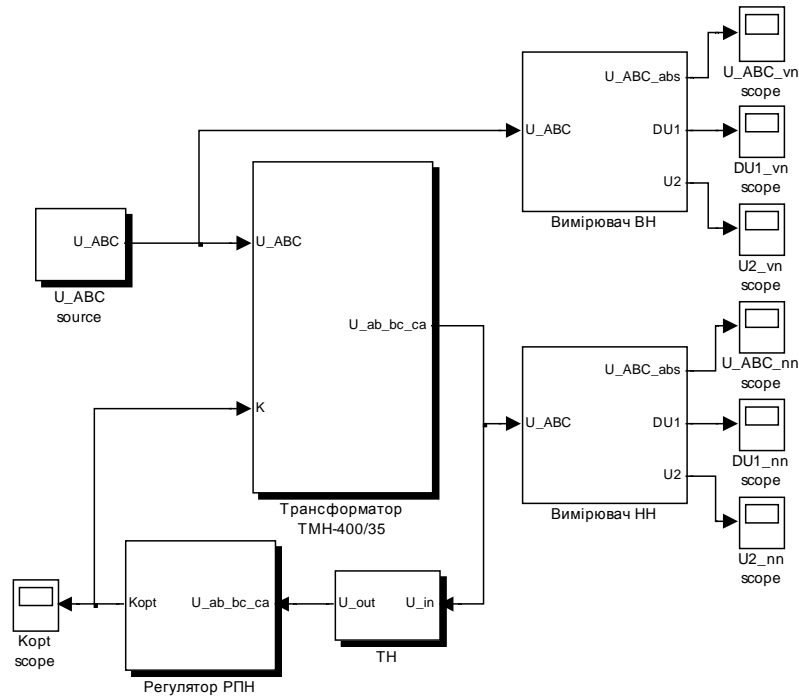 U_ABC_abs
U_ABC_vn
scope
U_ABC
DU1
DU1_vn
scope
U2
Вимірювач ВН
U2_vn
scope
U_ABC
U_ABC
source
U_ABC
U_ab_bc_ca
K
Трансформатор
ТМН-400/35
U_ABC_abs
U_ABC_nn
scope
U_ABC
DU1
DU1_nn
scope
U2
Вимірювач НН
U2_nn
scope
Kopt
scope
Kopt
U_ab_bc_ca
Регулятор РПН
U_out
U_in
ТН